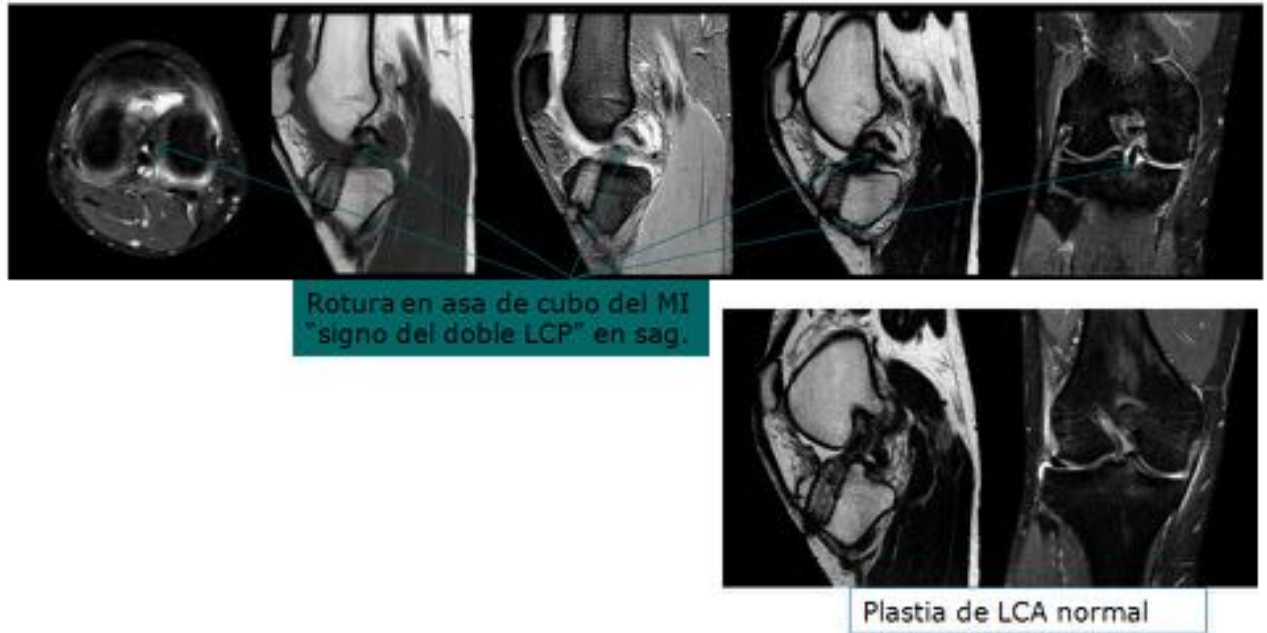 Rotura en asa de cubo del MI
"signo del doble LCP" en sag.
Plastia de LCA normal